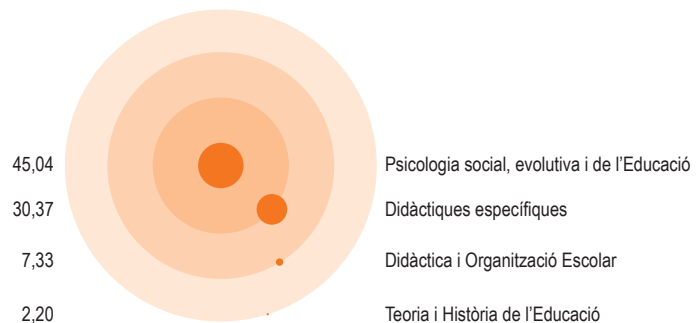 45,04 Psicologia social, evolutiva i de l’Educació
30,37 Didàctiques específiques
7,33 Didàctica i Organització Escolar
2,20 Teoria i Història de l’Educació